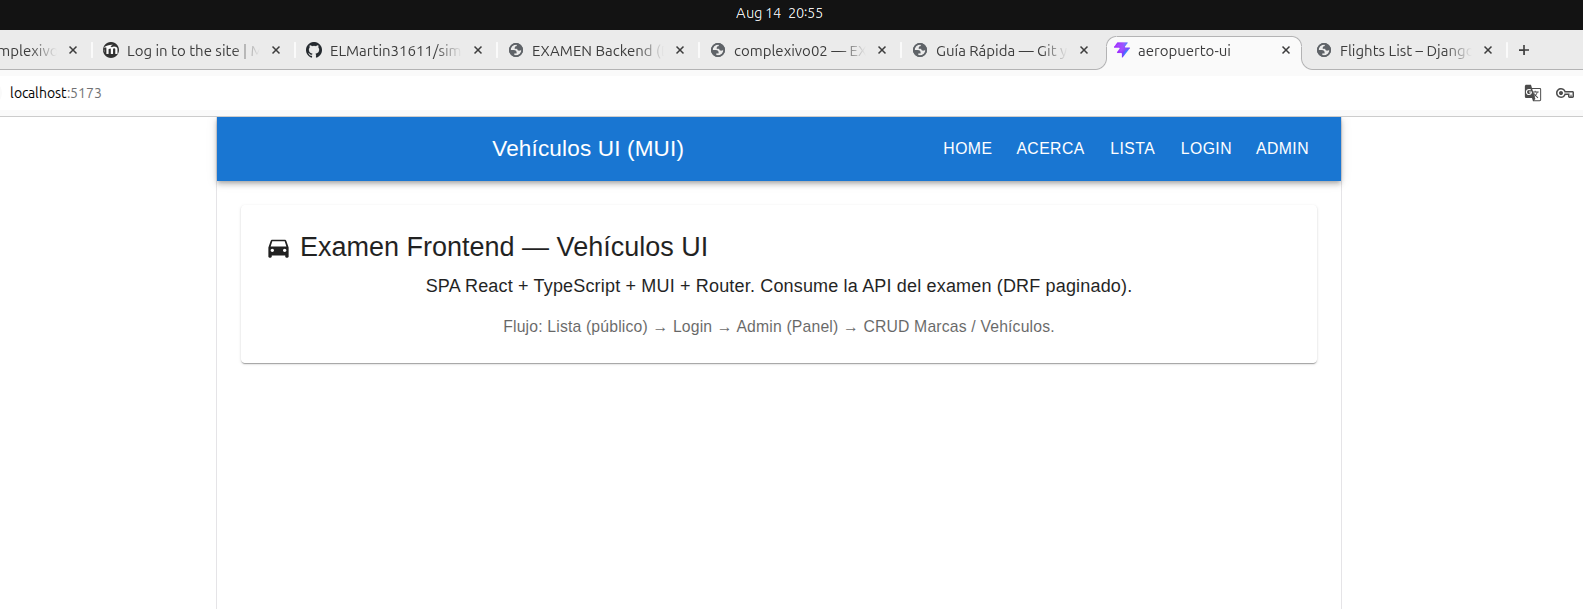 Aug 14 20:55
Log in to the site |
ELMartin31611/sim
EXAMEN Backend (
complexivo02 — EX
Guía Rápida — Git y
aeropuerto-ui
Flights List – Django
localhost:5173
Vehículos UI (MUI)
HOME ACERCA LISTA LOGIN ADMIN
Examen Frontend — Vehículos UI
SPA React + TypeScript + MUI + Router. Consume la API del examen (DRF paginado).
Flujo: Lista (público) → Login → Admin (Panel) → CRUD Marcas / Vehículos.